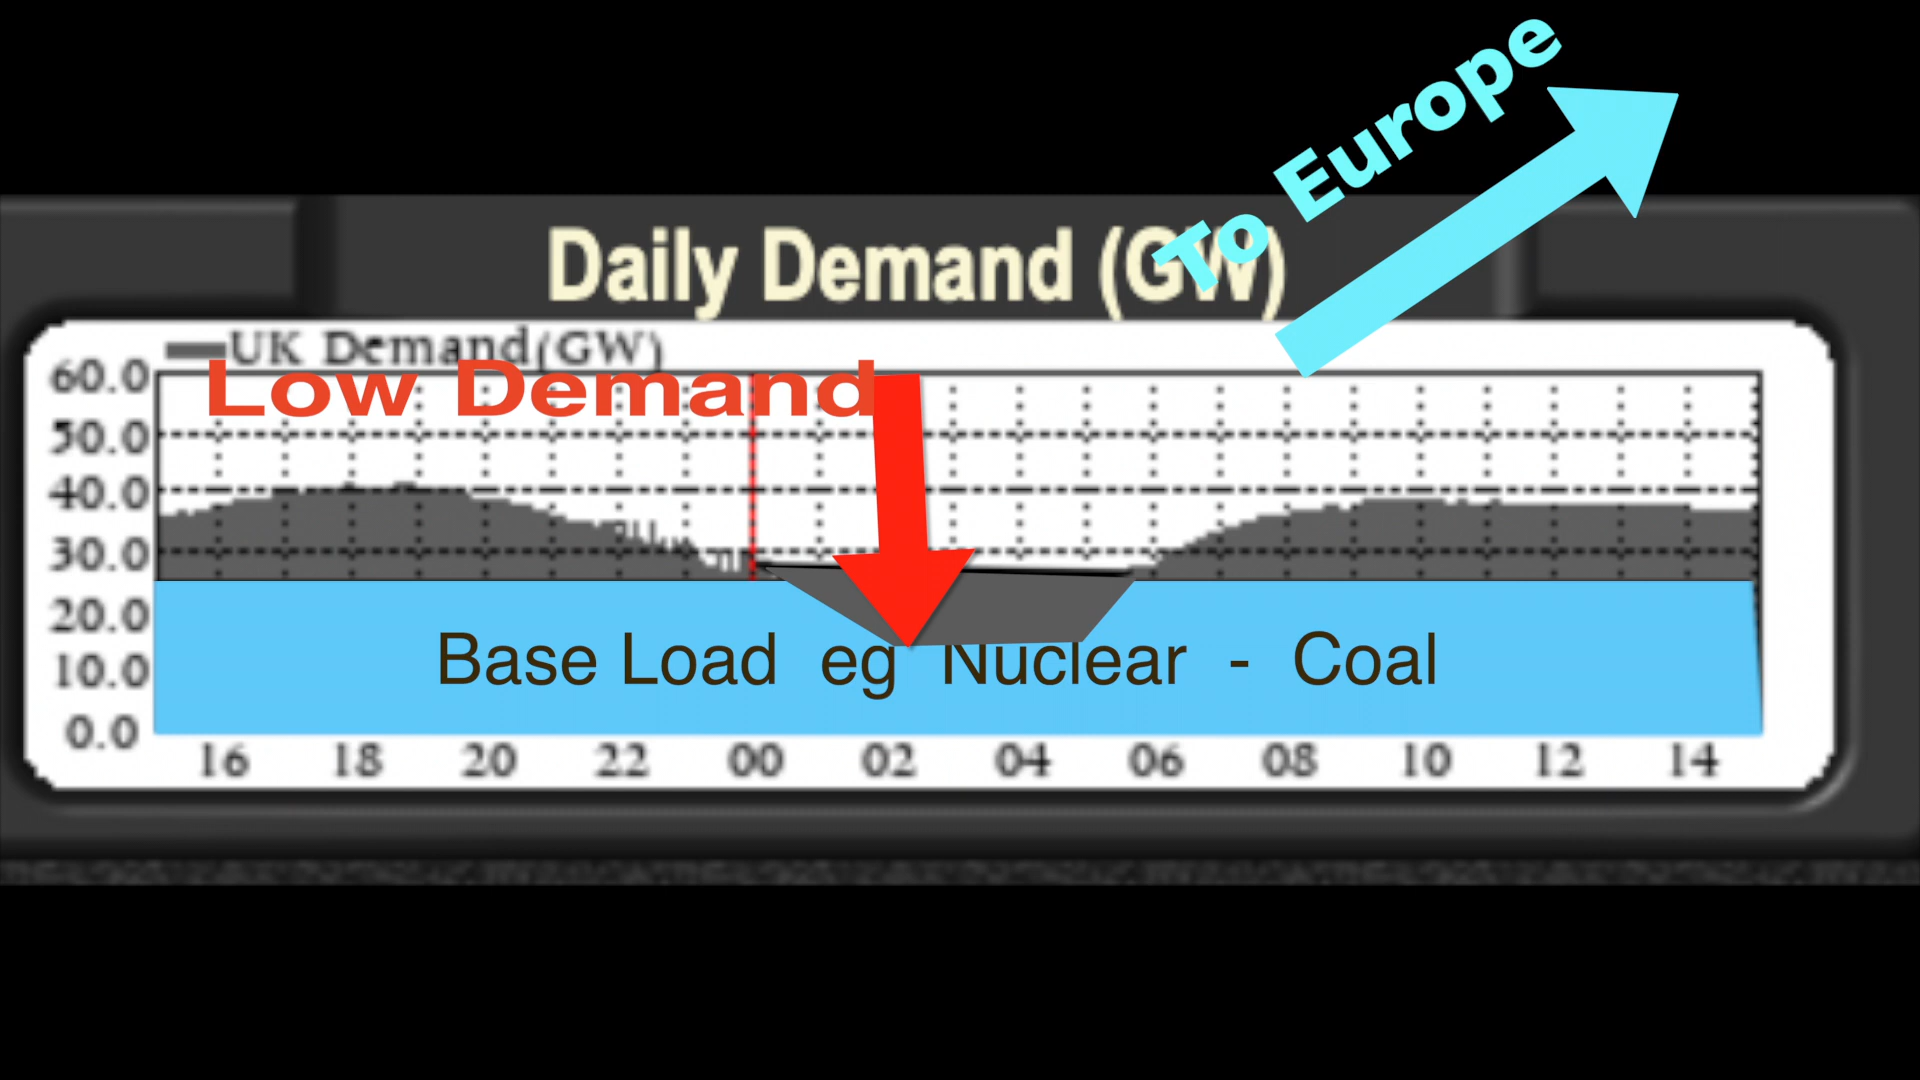 To Europe
Daily Demand (GW)
UK Demand(GW)
Low Demand
60.0
50.0
40.0
30.0
20.0
10.0
0.0
Base Load eg Nuclear - Coal
16 18 20 22 00 02 04 06 08 10 12 14